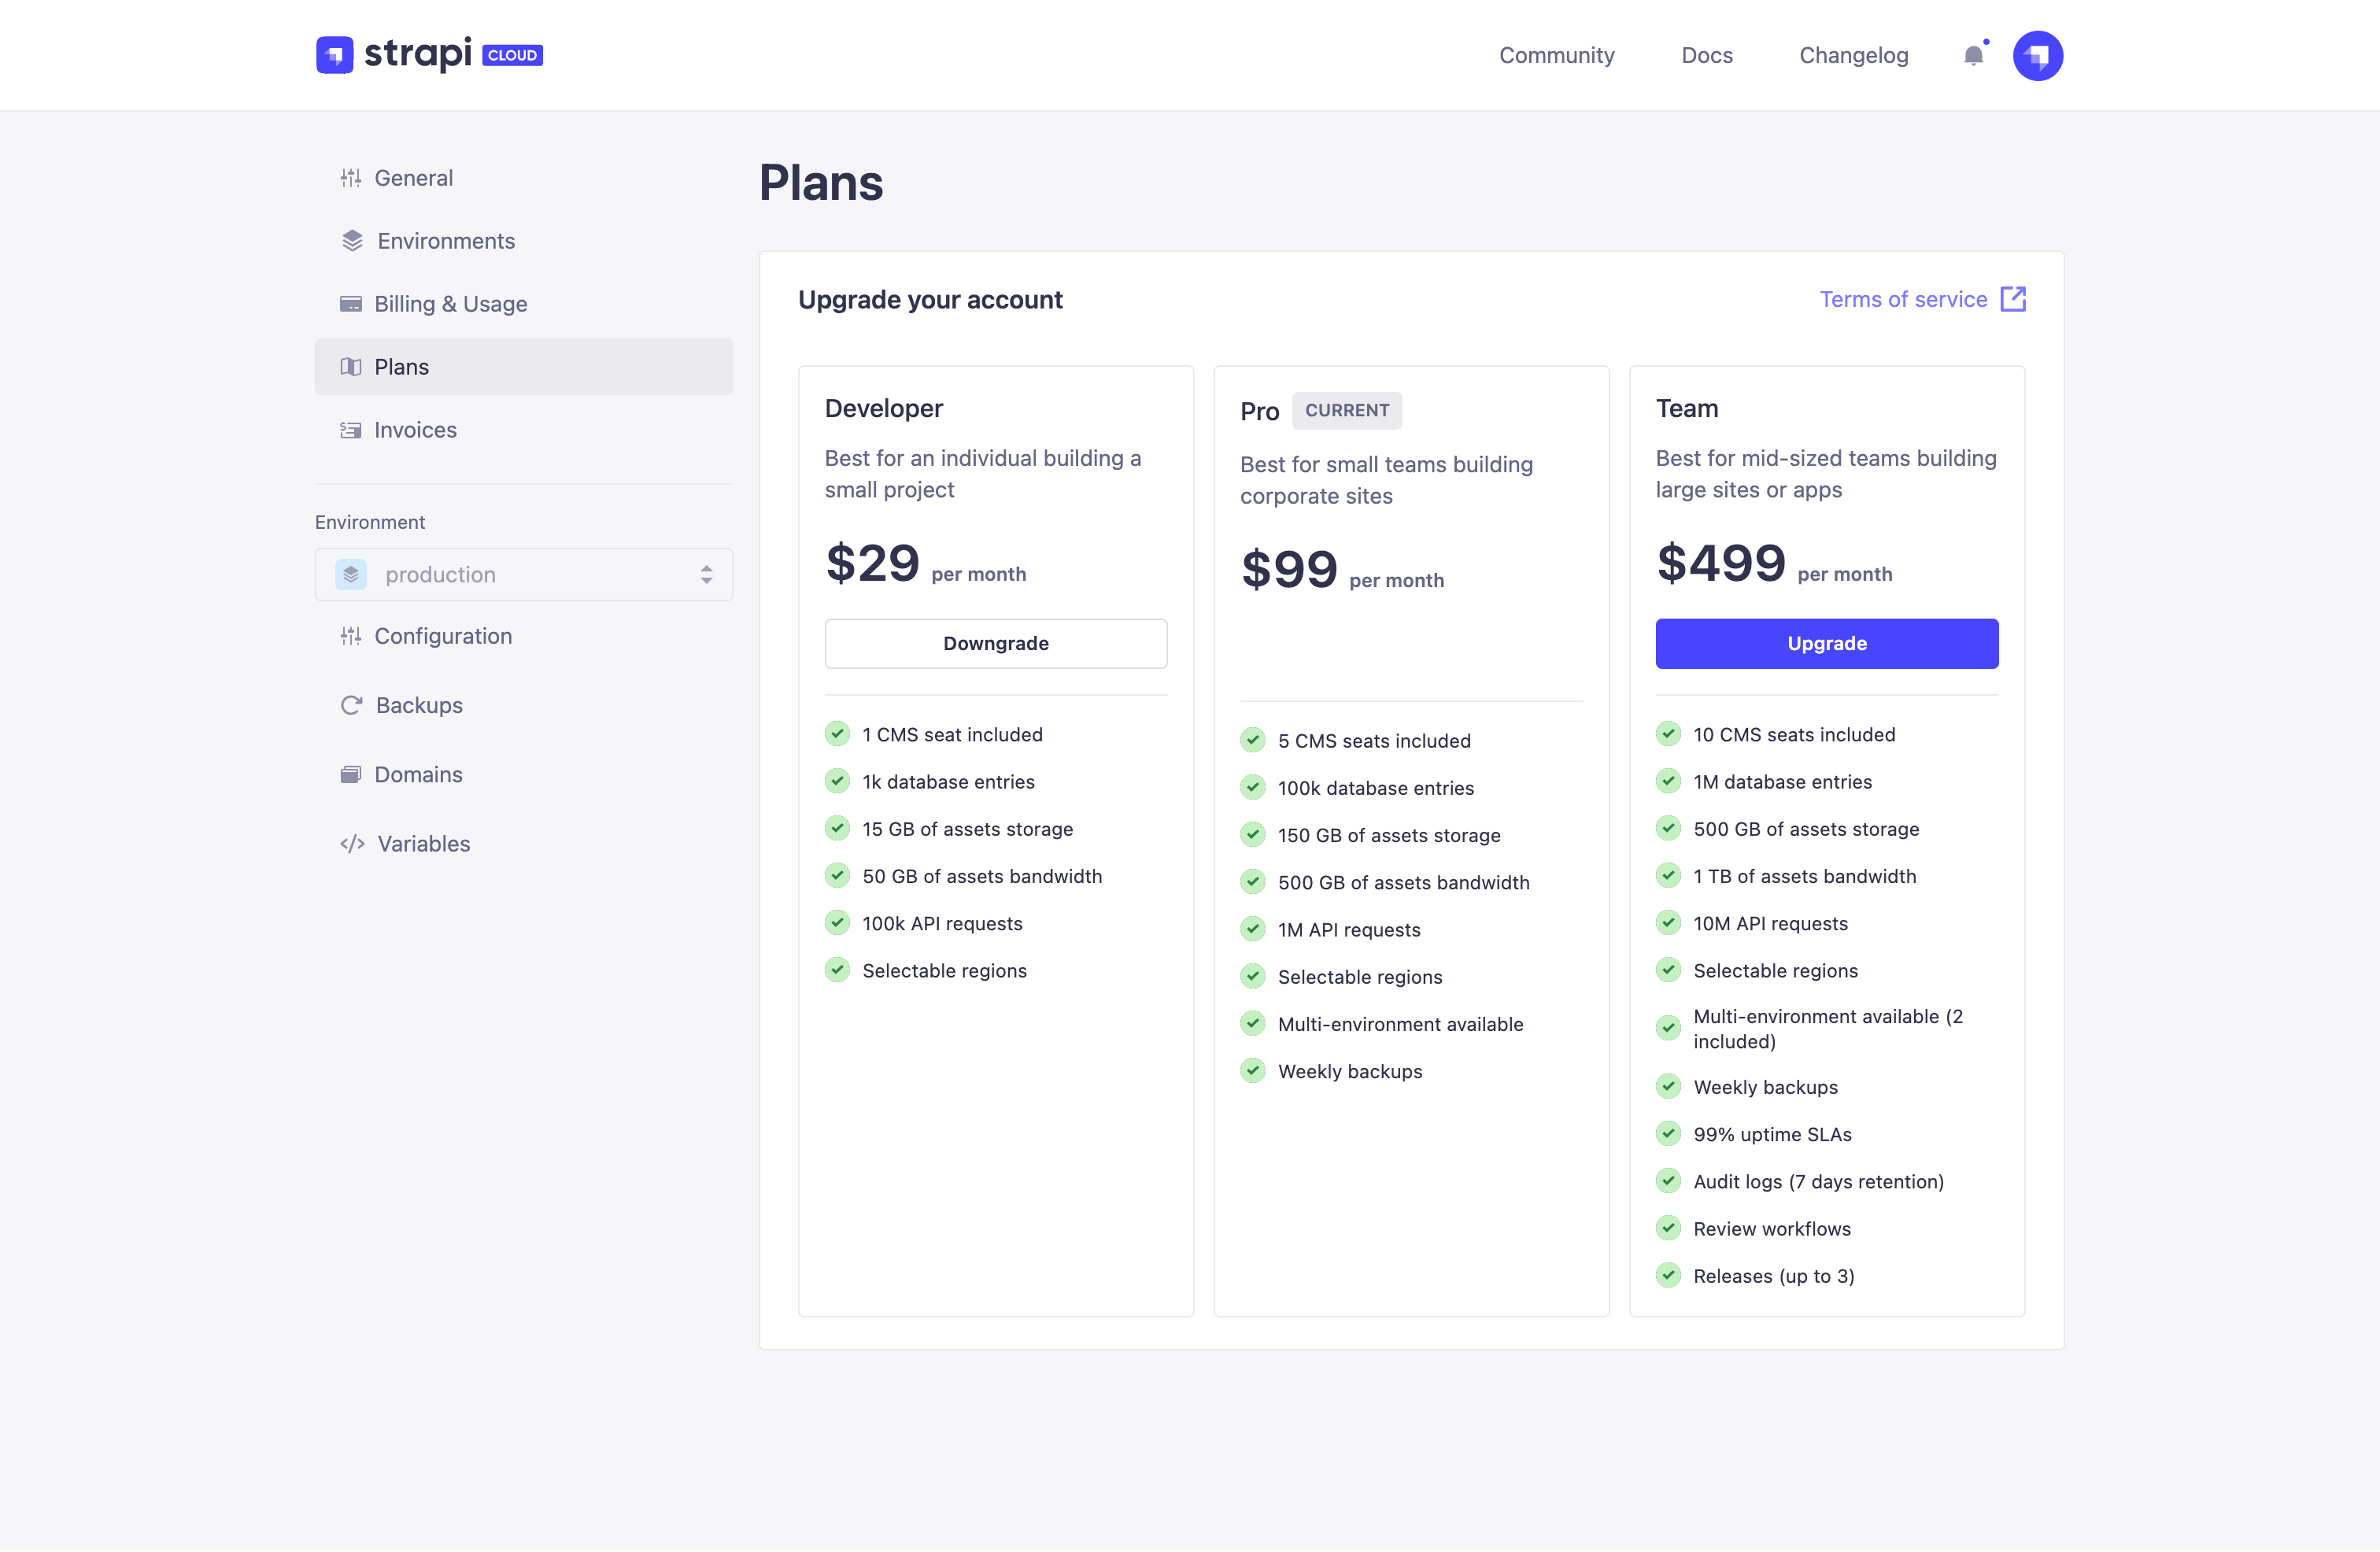 strapi CLOUD
Community
Docs
Changelog
General
Environments
Billing & Usage
Plans
Invoices
Environment
production
Configuration
Backups
Domains
Variables
Plans
Upgrade your account
Terms of service
Developer
Best for an individual building a
small project
$29 per month
Downgrade
1 CMS seat included
1k database entries
15 GB of assets storage
50 GB of assets bandwidth
100k API requests
Selectable regions
Pro CURRENT
Best for small teams building
corporate sites
$99 per month
5 CMS seats included
100k database entries
150 GB of assets storage
500 GB of assets bandwidth
1M API requests
Selectable regions
Multi-environment available
Weekly backups
Team
Best for mid-sized teams building
large sites or apps
$499 per month
Upgrade
10 CMS seats included
1M database entries
500 GB of assets storage
1 TB of assets bandwidth
10M API requests
Selectable regions
Multi-environment available (2
included)
Weekly backups
99% uptime SLAs
Audit logs (7 days retention)
Review workflows
Releases (up to 3)